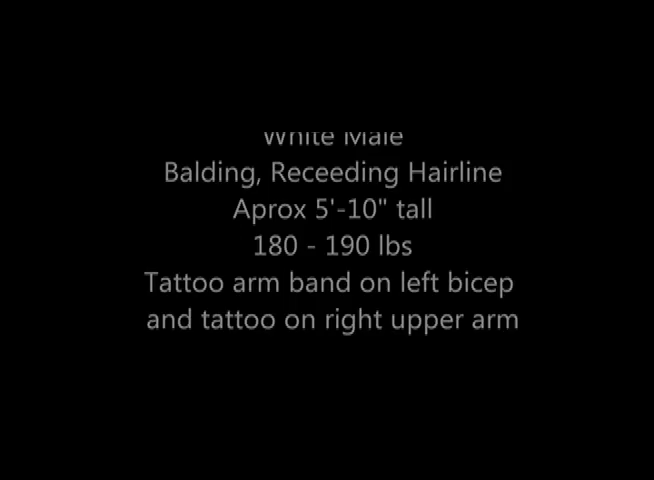 White Male
Balding, Receeding Hairline
Aprox 5'-10" tall
180 - 190 lbs
Tattoo arm band on left bicep
and tattoo on right upper arm